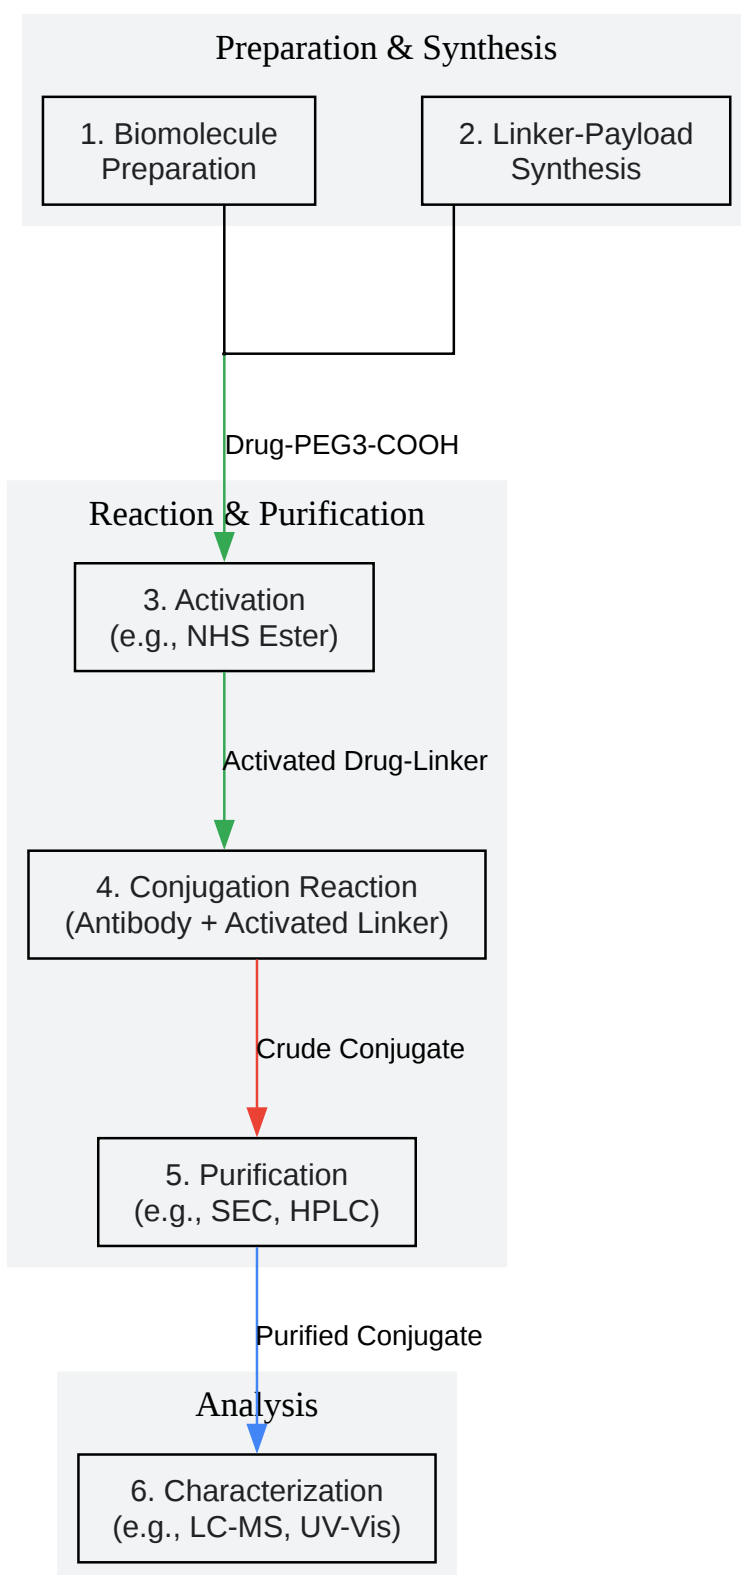 Preparation & Synthesis
1. Biomolecule
Preparation
2. Linker-Payload
Synthesis
Drug-PEG3-COOH
Reaction & Purification
3. Activation
(e.g., NHS Ester)
Activated Drug-Linker
4. Conjugation Reaction
(Antibody + Activated Linker)
Crude Conjugate
5. Purification
(e.g., SEC, HPLC)
Purified Conjugate
Analysis
6. Characterization
(e.g., LC-MS, UV-Vis)